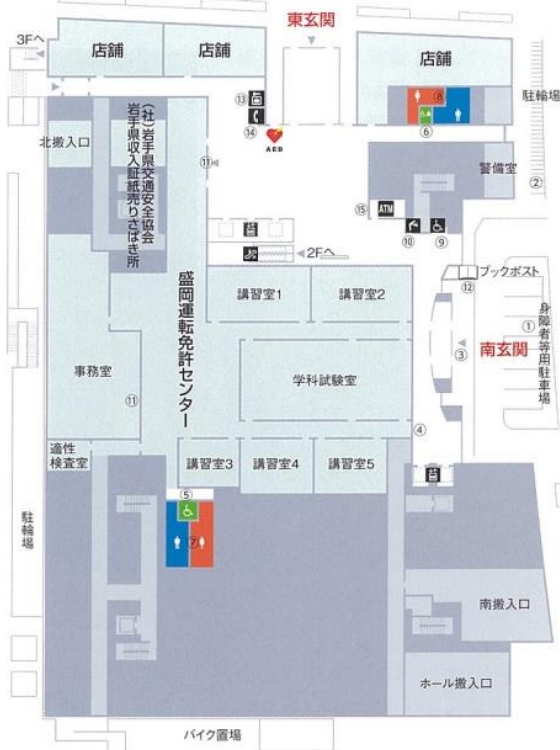 東玄関
3Fへ
店舗
店舗
店舗
⑬
⑧
駐輪場
(社)岩手県交通安全協会
岩手県収入証紙売りさばき所
⑭
AED
⑥
北搬入口
⑪
警備室
②
⑮
ATM
⑩
⑨
2Fへ
ブックポスト
⑫
盛岡運転免許センター
講習室1
講習室2
①
身障者等用駐車場
南玄関
③
事務室
学科試験室
⑪
④
適性
検査室
講習室3
講習室4
講習室5
⑤
駐輪場
⑦
南搬入口
ホール搬入口
バイク置場